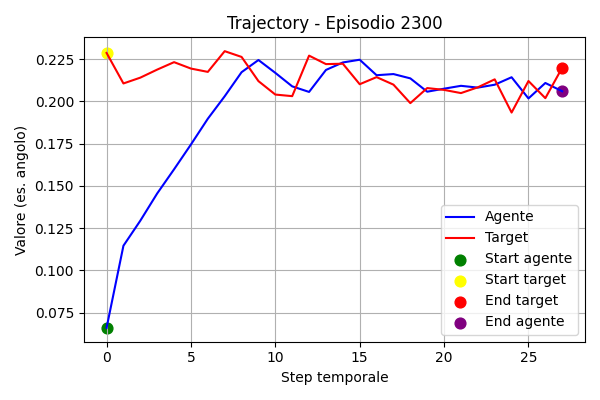 Trajectory - Episodio 2300
Valore (es. angolo)
0.225
0.200
0.175
0.150
0.125
0.100
0.075
Agente
Target
Start agente
Start target
End target
End agente
0 5 10 15 20 25
Step temporale